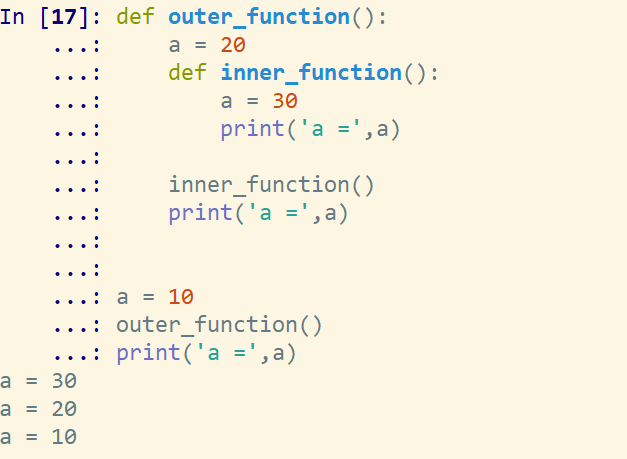 In [17]: def outer_function():
    ...:     a = 20
    ...:     def inner_function():
    ...:         a = 30
    ...:         print('a =',a)
    ...:
    ...:     inner_function()
    ...:     print('a =',a)
    ...:
    ...:
    ...: a = 10
    ...: outer_function()
    ...: print('a =',a)
a = 30
a = 20
a = 10